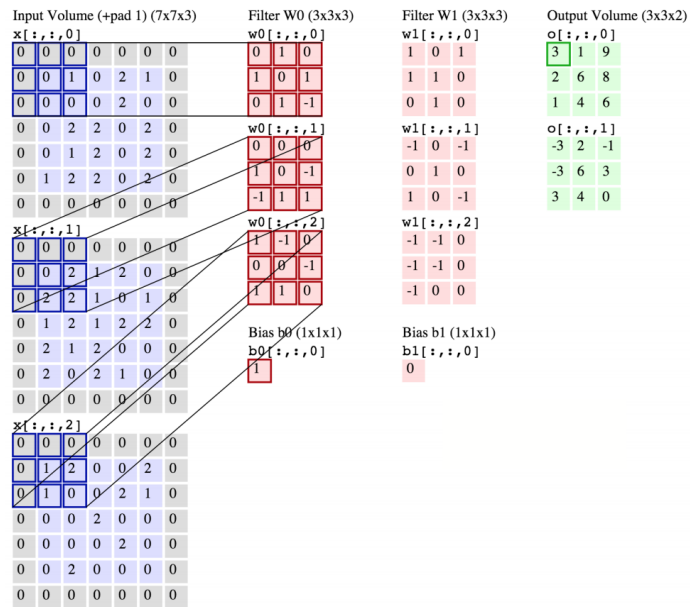 Input Volume (+pad 1) (7x7x3)
x[:,:,0]
0 0 0 0 0 0 0
0 0 1 0 2 1 0
0 0 0 0 2 0 0
0 0 2 2 0 2 0
0 0 1 2 0 2 0
0 1 2 2 0 2 0
0 0 0 0 0 0 0
x[:,:,1]
0 0 0 0 0 0 0
0 0 2 1 2 0 0
0 2 2 1 0 1 0
0 1 2 1 2 2 0
0 2 1 2 0 0 0
0 2 0 2 1 0 0
0 0 0 0 0 0 0
x[:,:,2]
0 0 0 0 0 0 0
0 1 2 0 0 2 0
0 1 0 0 2 1 0
0 0 0 2 0 0 0
0 0 0 0 2 0 0
0 0 2 0 0 0 0
0 0 0 0 0 0 0
Filter W0 (3x3x3)
w0[:,:,0]
0 1 0
1 0 1
0 1 -1
w0[:,:,1]
0 0 0
1 0 -1
-1 1 1
w0[:,:,2]
1 -1 0
0 0 -1
1 1 0
Bias b0 (1x1x1)
b0[:,:,0]
1
Filter W1 (3x3x3)
w1[:,:,0]
1 0 1
1 1 0
0 1 0
w1[:,:,1]
-1 0 -1
0 1 0
1 0 -1
w1[:,:,2]
-1 -1 0
-1 -1 0
-1 0 0
Bias b1 (1x1x1)
b1[:,:,0]
0
Output Volume (3x3x2)
o[:,:,0]
3 1 9
2 6 8
1 4 6
o[:,:,1]
-3 2 -1
-3 6 3
3 4 0